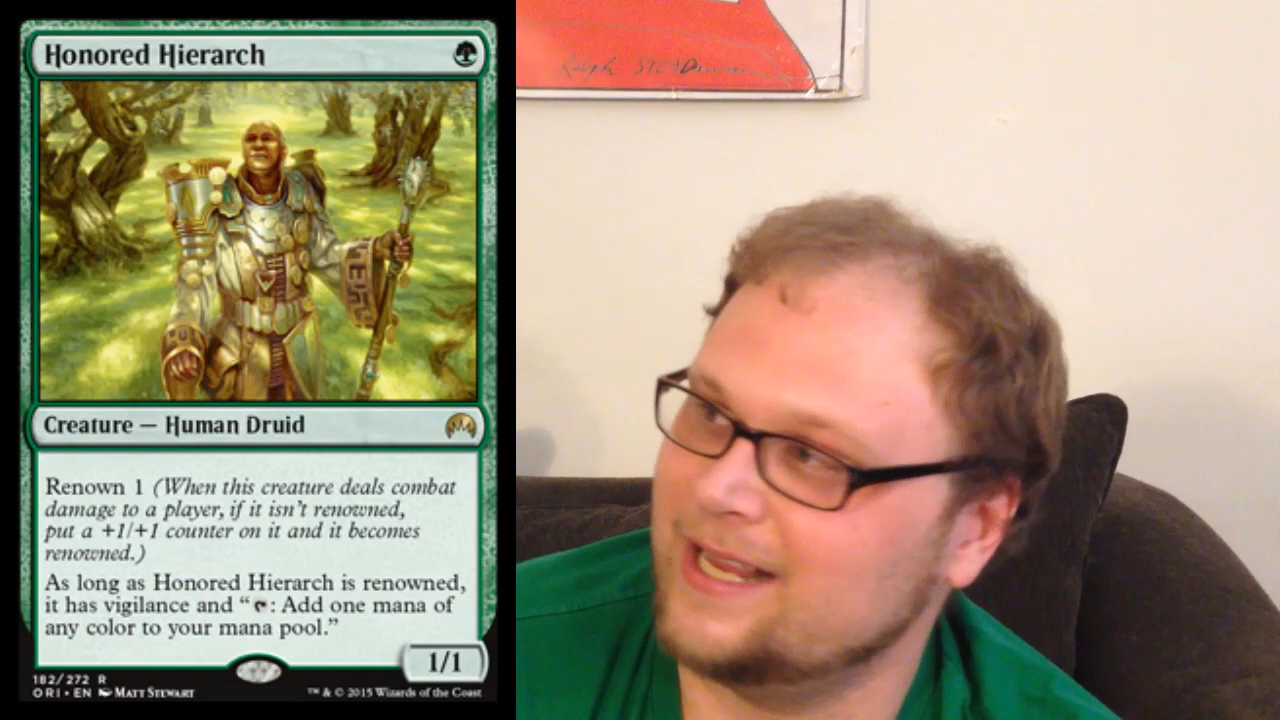 Honored Hierarch
Creature — Human Druid
Renown 1 (When this creature deals combat
damage to a player, if it isn't renowned,
put a +1/+1 counter on it and it becomes
renowned.)
As long as Honored Hierarch is renowned,
it has vigilance and “: Add one mana of
any color to your mana pool.”
1/1
182/272 R
ORI • EN Matt Stewart
™ & © 2015 Wizards of the Coast
Ralph STEADman